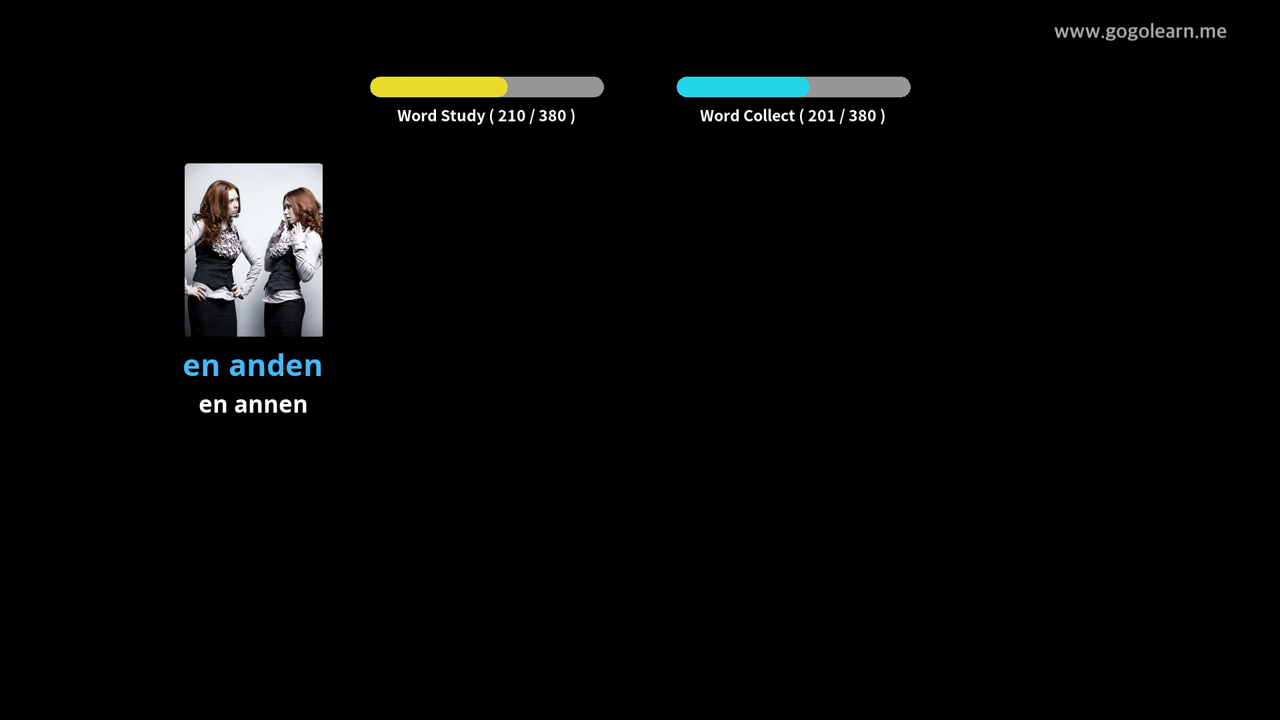 www.gogolearn.me
Word Study ( 210 / 380 )
Word Collect ( 201 / 380 )
en anden
en annen